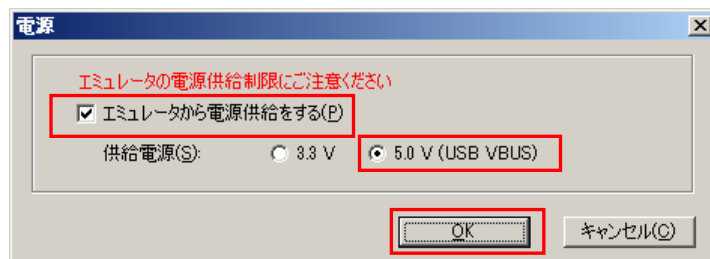 電源
エミュレータの電源供給制限にご注意ください
エミュレータから電源供給をする(P)
供給電源(S): 3.3 V 5.0 V (USB VBUS)
OK キャンセル(C)